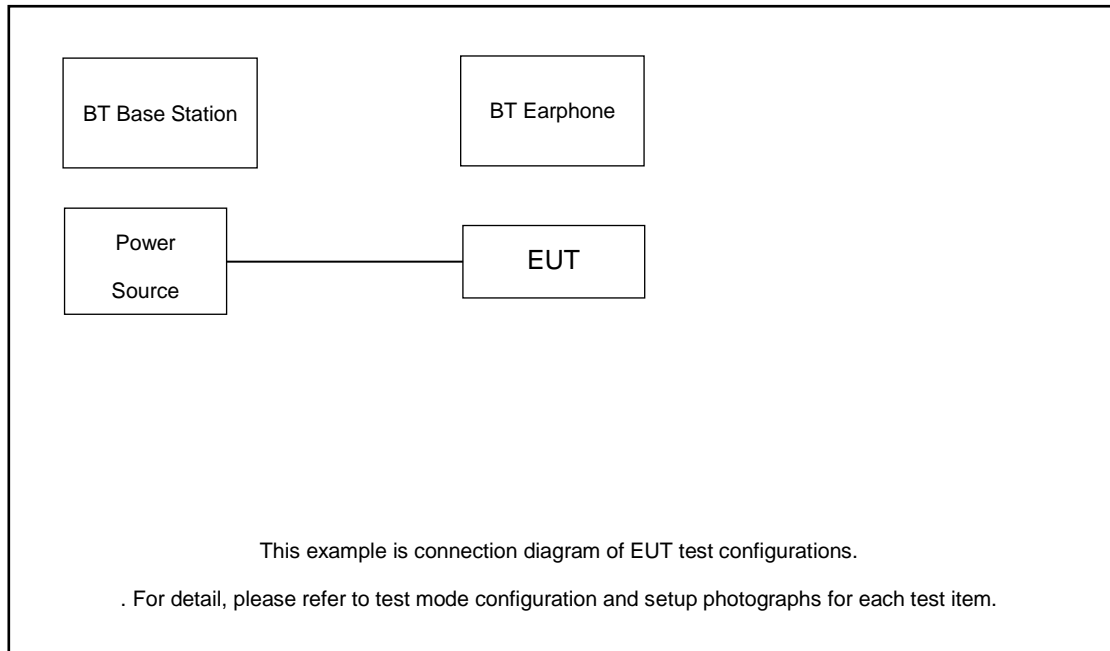 BT Base Station
BT Earphone
Power
Source
EUT
This example is connection diagram of EUT test configurations.
. For detail, please refer to test mode configuration and setup photographs for each test item.